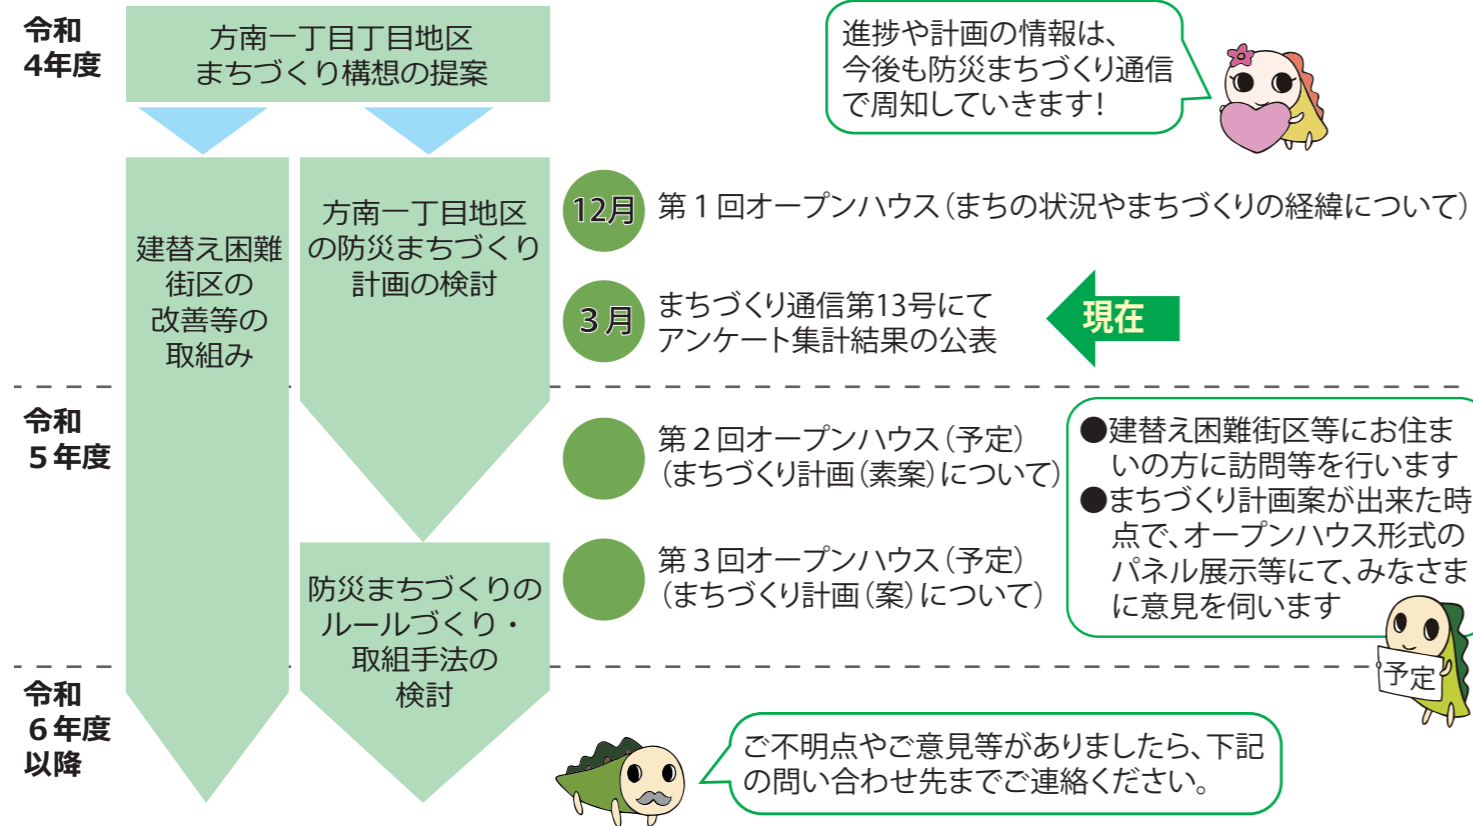 令和
4年度
方南一丁目丁目地区
まちづくり構想の提案
進捗や計画の情報は、
今後も防災まちづくり通信
で周知していきます！
建替え困難
街区の
改善等の
取組み
方南一丁目地区
の防災まちづくり
計画の検討
12月
第１回オープンハウス（まちの状況やまちづくりの経緯について）
３月
まちづくり通信第13号にて
アンケート集計結果の公表
現在
令和
５年度
第２回オープンハウス（予定）
（まちづくり計画（素案）について）
●建替え困難街区等にお住ま
いの方に訪問等を行います
●まちづくり計画案が出来た時
点で、オープンハウス形式の
パネル展示等にて、みなさま
に意見を伺います
第３回オープンハウス（予定）
（まちづくり計画（案）について）
防災まちづくりの
ルールづくり・
取組手法の
検討
予定
令和
６年度
以降
ご不明点やご意見等がありましたら、下記
の問い合わせ先までご連絡ください。